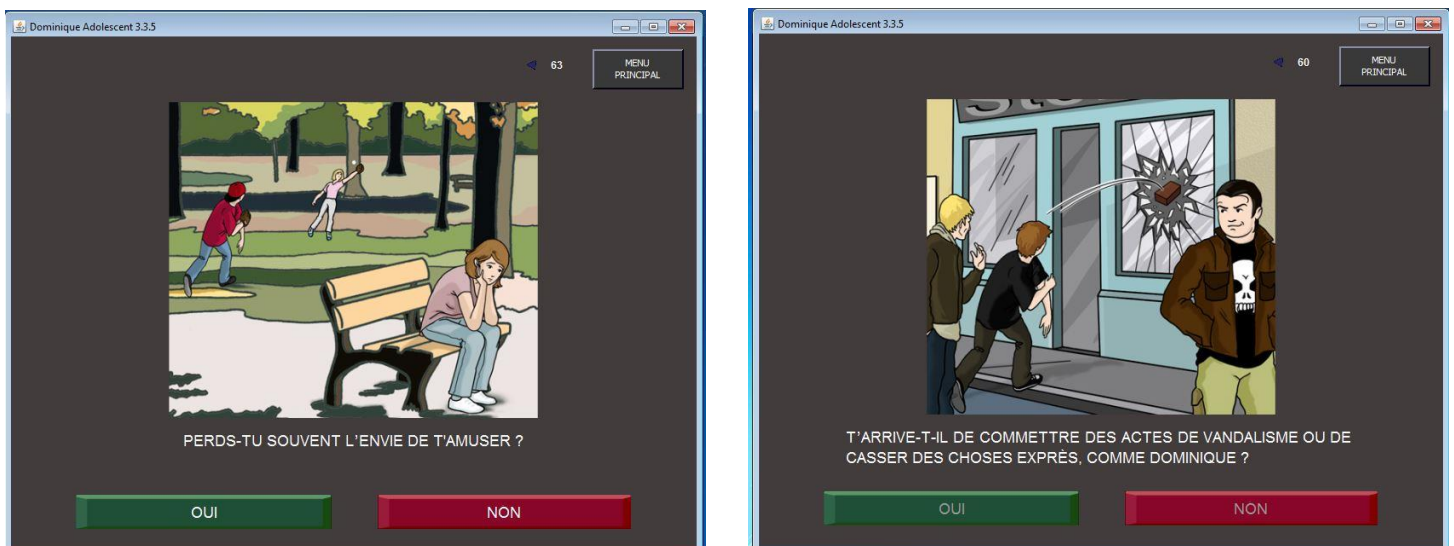 Dominique Adolescent 3.3.5
63
MENU
PRINCIPAL
PERDS-TU SOUVENT L'ENVIE DE T'AMUSER ?
OUI
NON
Dominique Adolescent 3.3.5
60
MENU
PRINCIPAL
T'ARRIVE-T-IL DE COMMETTRE DES ACTES DE VANDALISME OU DE
CASSER DES CHOSES EXPRÈS, COMME DOMINIQUE ?
OUI
NON